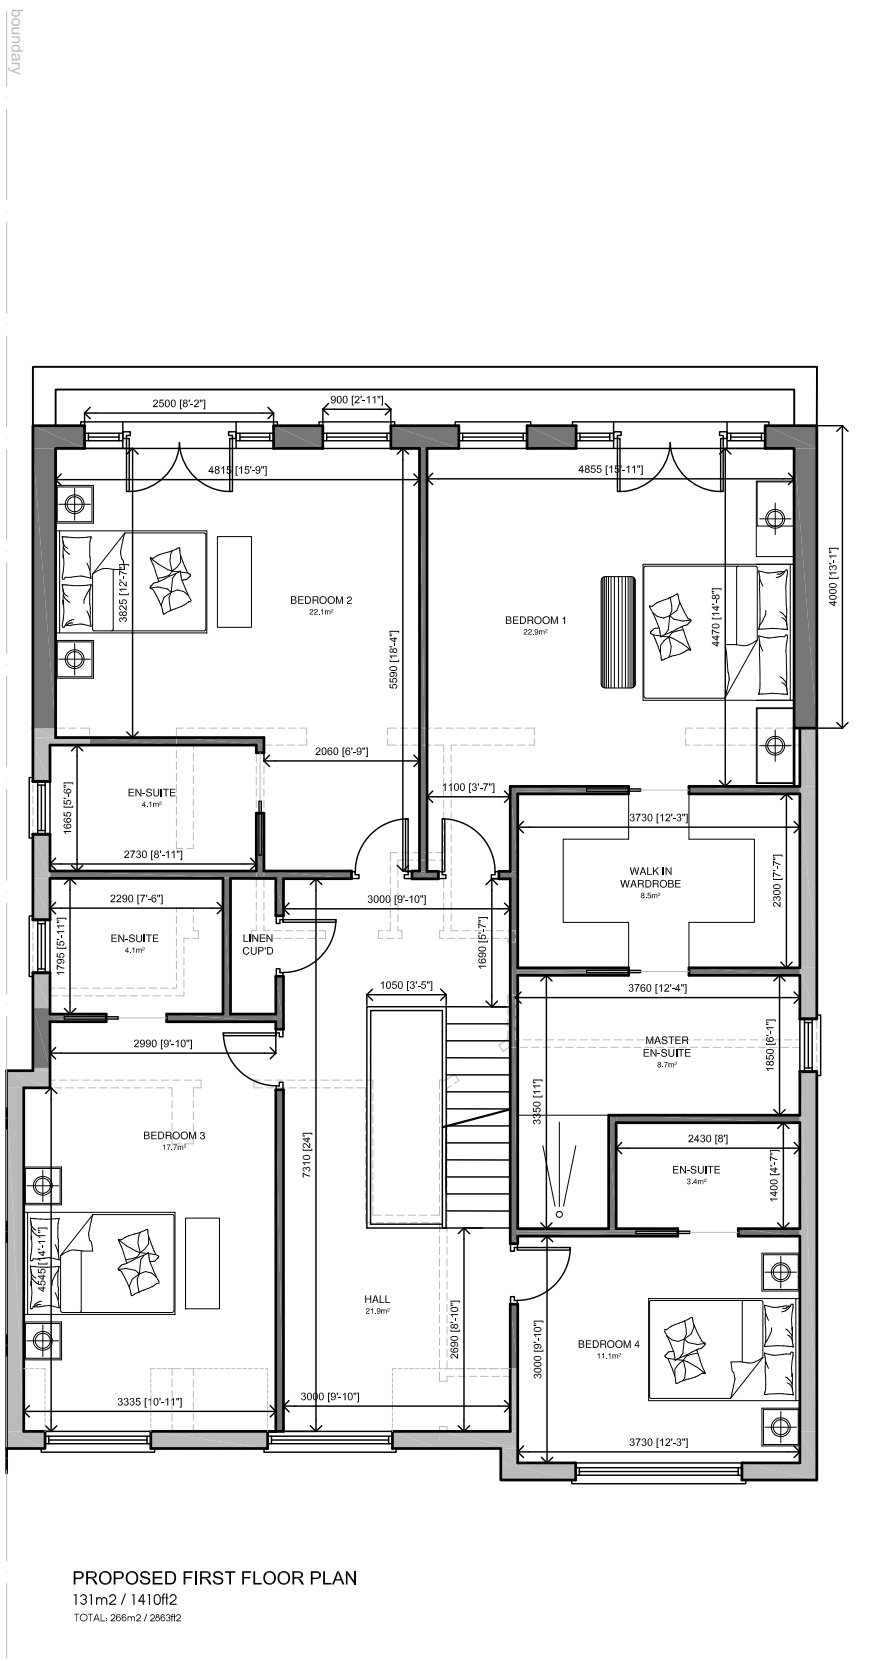 boundary
2500 [8'-2"]
900 [2'-11"]
4815 [15'-9"]
4855 [15'-11"]
4000 [13'-1"]
3825 [12'-7"]
BEDROOM 2
22.1m²
5590 [18'-4"]
BEDROOM 1
22.9m²
4470 [14'-8"]
2060 [6'-9"]
1100 [3'-7"]
EN-SUITE
4.1m²
1665 [5'-6"]
2730 [8'-11"]
3730 [12'-3"]
WALK IN
WARDROBE
8.5m²
2300 [7'-7"]
2290 [7'-6"]
3000 [9'-10"]
EN-SUITE
4.1m²
1795 [5'-11"]
LINEN
CUP'D
1690 [5'-7"]
1050 [3'-5"]
3760 [12'-4"]
2990 [9'-10"]
MASTER
EN-SUITE
8.7m²
1850 [6'-1"]
3350 [11']
BEDROOM 3
17.7m²
7310 [24']
2430 [8']
EN-SUITE
3.4m²
1400 [4'-7"]
4545 [14'-11"]
HALL
21.9m²
2690 [8'-10"]
3000 [9'-10"]
BEDROOM 4
11.1m²
3335 [10'-11"]
3000 [9'-10"]
3730 [12'-3"]
PROPOSED FIRST FLOOR PLAN
131m2 / 1410ft2
TOTAL: 266m2 / 2863ft2